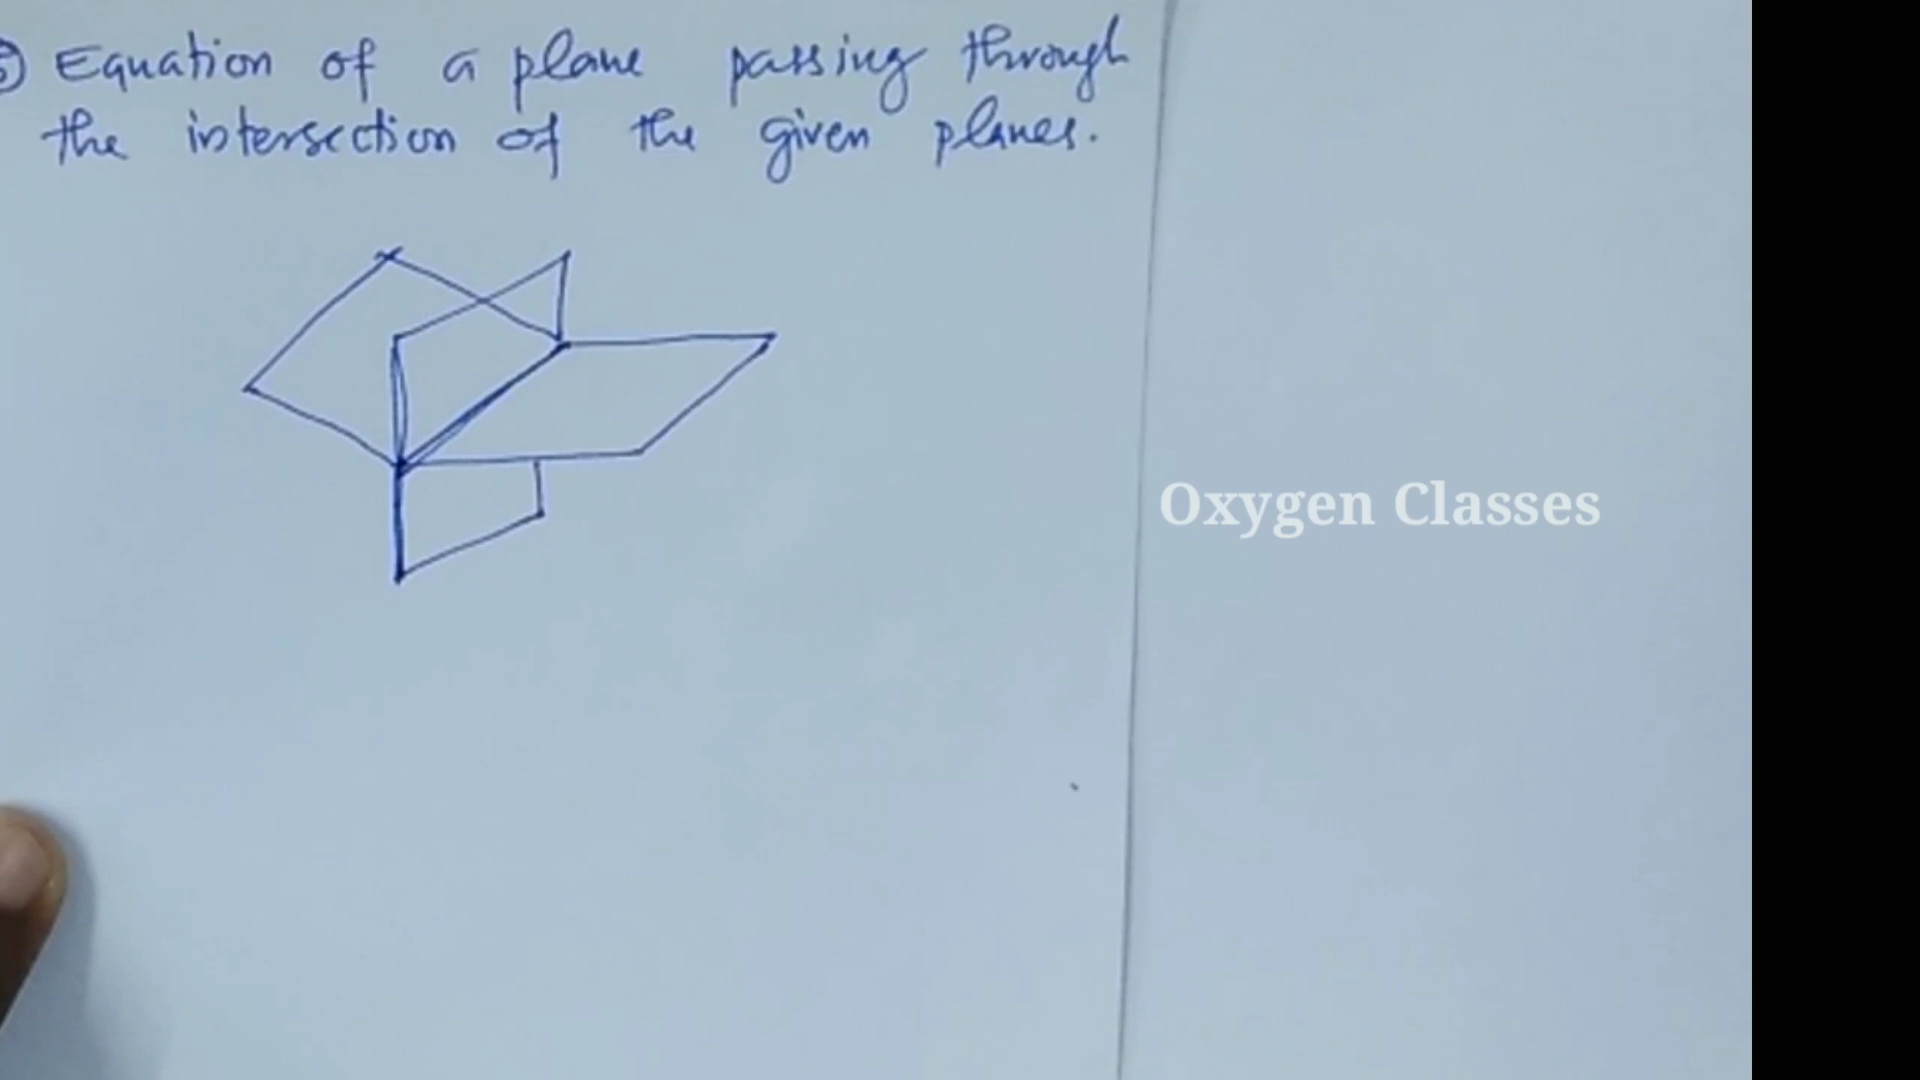 Equation of a plane passing through
the intersection of the given planes.
Oxygen Classes